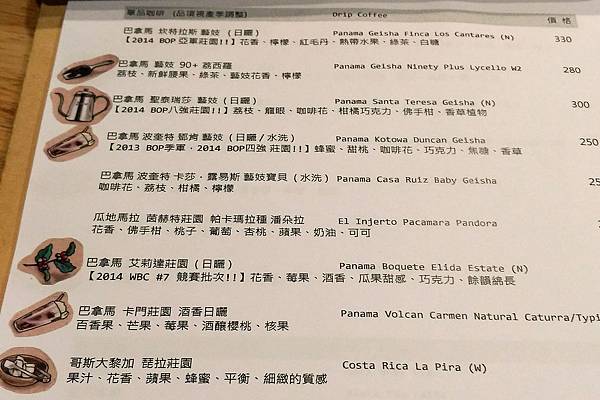 單品咖啡 (品項視產季調整) Drip Coffee 價 格
巴拿馬 坎特拉斯 藝妓 (日曬) Panama Geisha Finca Los Cantares (N) 330
【2014 BOP 亞軍莊園!!】花香、檸檬、紅毛丹、熱帶水果、綠茶、白糖
巴拿馬 藝妓 90+ 荔西羅 Panama Geisha Ninety Plus Lycello W2 280
荔枝、新鮮腰果、綠茶、藝妓花香、檸檬
巴拿馬 聖泰瑞莎 藝妓 (日曬) Panama Santa Teresa Geisha (N) 300
【2014 BOP八強莊園!!】荔枝、龍眼、咖啡花、柑橘巧克力、佛手柑、香草植物
巴拿馬 波奎特 鄧肯 藝妓 (日曬/水洗) Panama Kotowa Duncan Geisha 250
【2013 BOP季軍‧2014 BOP四強 莊園!!】蜂蜜、甜桃、咖啡花、巧克力、焦糖、香草
巴拿馬 波奎特 卡莎‧露易斯 藝妓寶貝 (水洗) Panama Casa Ruiz Baby Geisha
咖啡花、荔枝、柑橘、檸檬
瓜地馬拉 茵赫特莊園 帕卡瑪拉種 潘朵拉 El Injerto Pacamara Pandora
花香、佛手柑、桃子、葡萄、杏桃、蘋果、奶油、可可
巴拿馬 艾莉達莊園 (日曬) Panama Boquete Elida Estate (N)
【2014 WBC #7 競賽批次!!】花香、莓果、酒香、瓜果甜感、巧克力、餘韻綿長
巴拿馬 卡門莊園 酒香日曬 Panama Volcan Carmen Natural Caturra/Typi
百香果、芒果、莓果、酒釀櫻桃、核果
哥斯大黎加 琵拉莊園 Costa Rica La Pira (W)
果汁、花香、蘋果、蜂蜜、平衡、細緻的質感